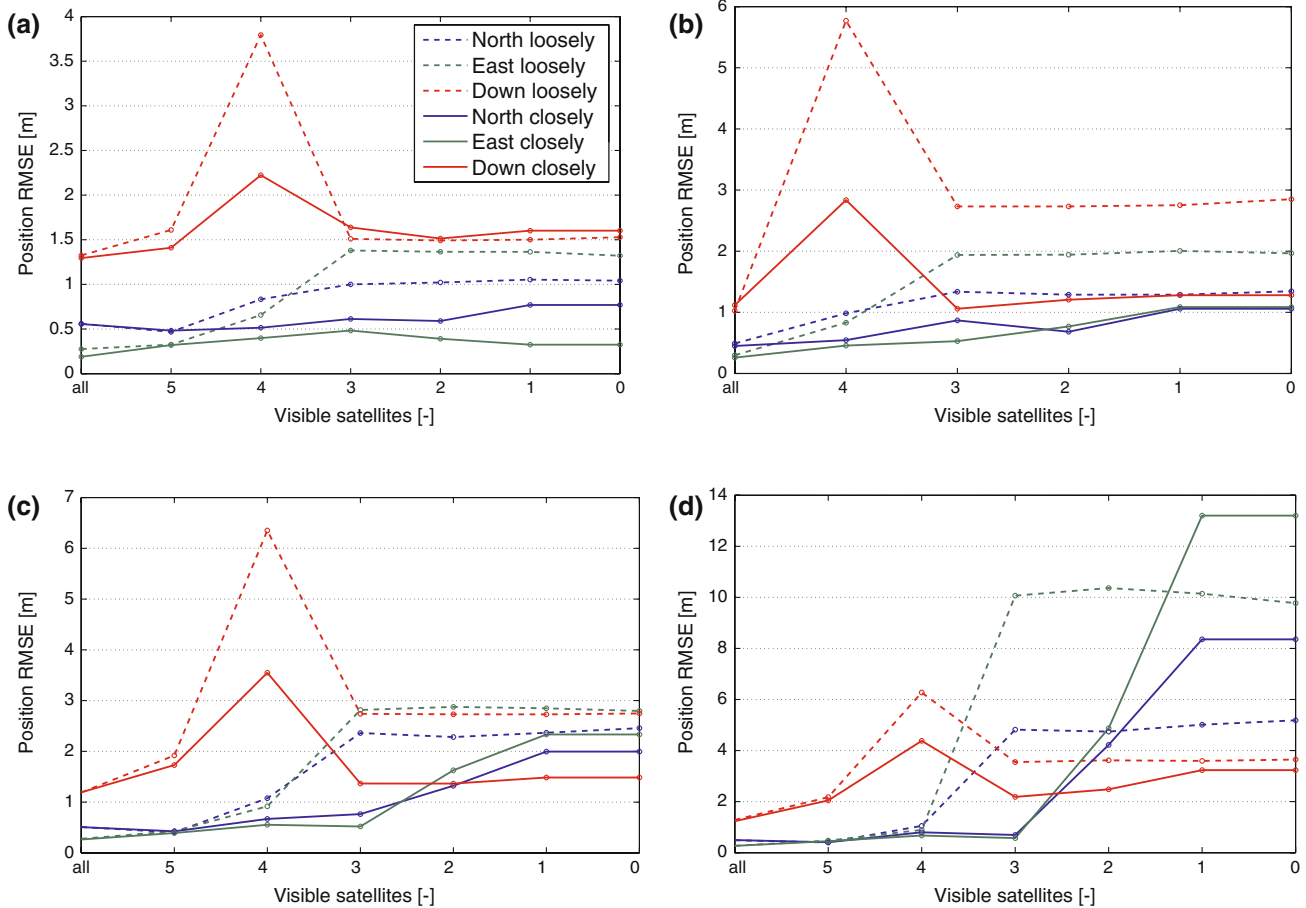 (a)
4
3.5
3
2.5
2
1.5
1
0.5
0
Position RMSE [m]
North loosely
East loosely
Down loosely
North closely
East closely
Down closely
all 5 4 3 2 1 0
Visible satellites [-]
(b)
6
5
4
3
2
1
0
Position RMSE [m]
all 4 3 2 1 0
Visible satellites [-]
(c)
7
6
5
4
3
2
1
0
Position RMSE [m]
all 5 4 3 2 1 0
Visible satellites [-]
(d)
14
12
10
8
6
4
2
0
Position RMSE [m]
all 5 4 3 2 1 0
Visible satellites [-]